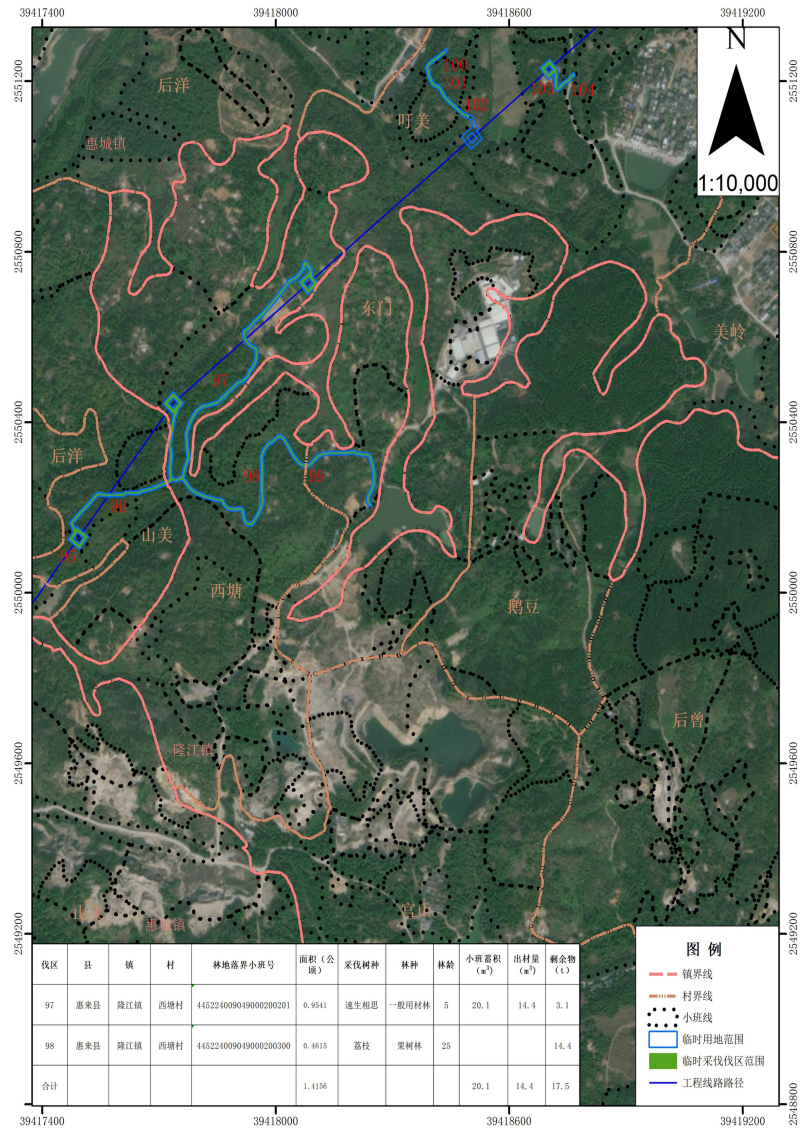 39417400 39418000 39418600 39419200
2551200
2550800
2550400
2550000
2549600
2549200
2548800
2551200
2550800
2550400
2550000
2549600
2549200
2548800
N
1:10,000
后洋
惠城镇
吁美
100
101
102
103
104
东门
美岭
97
后洋
98
99
96
山美
95
西塘
鹅豆
后曾
隆江镇
惠城镇
官山
伐区 县 镇 村 林地落界小班号 面积（公顷） 采伐树种 林种 林龄 小班蓄积（m³） 出材量（m³） 剩余物（t）
97 惠来县 隆江镇 西塘村 445224009049000200201 0.9541 速生相思 一般用材林 5 20.1 14.4 3.1
98 惠来县 隆江镇 西塘村 445224009049000200300 0.4615 荔枝 果树林 25 14.4
合计 1.4156 20.1 14.4 17.5
图 例
镇界线
村界线
小班线
临时用地范围
临时采伐伐区范围
工程线路路径
39417400 39418000 39418600 39419200